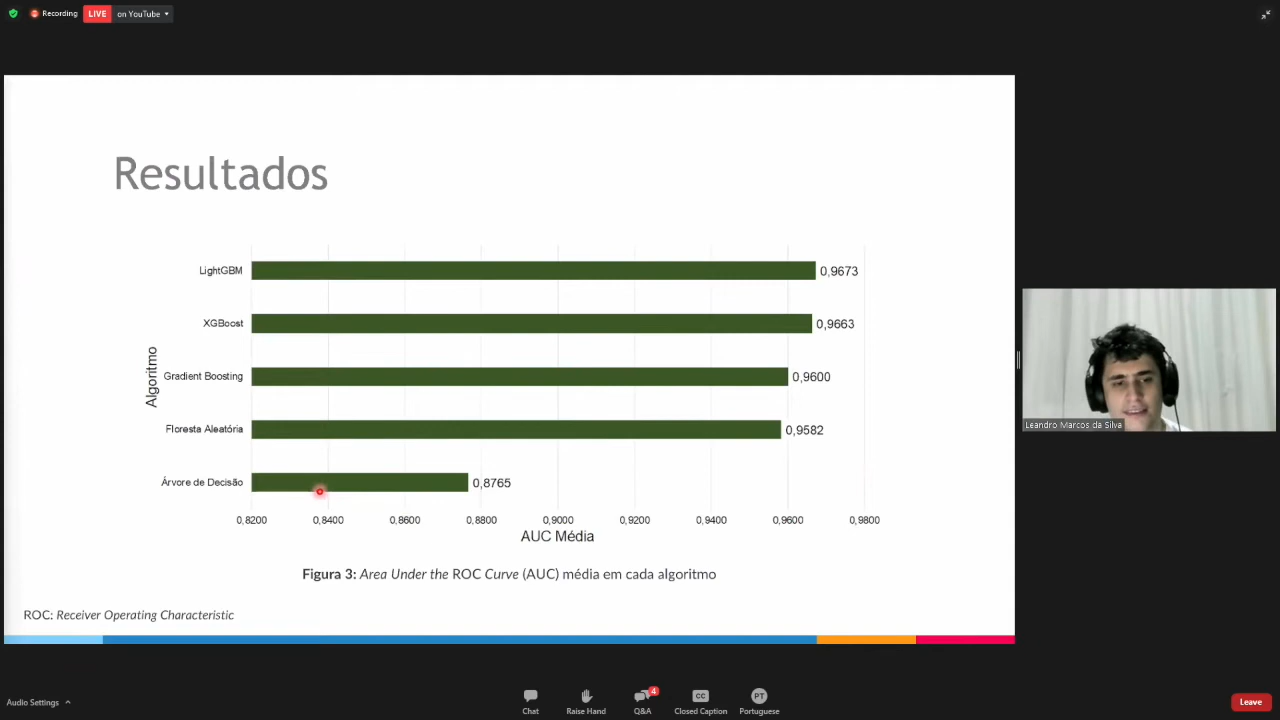 Recording
LIVE on YouTube
Resultados
LightGBM 0,9673
XGBoost 0,9663
Gradient Boosting 0,9600
Floresta Aleatória 0,9582
Árvore de Decisão 0,8765
Algoritmo
0,8200 0,8400 0,8600 0,8800 0,9000 0,9200 0,9400 0,9600 0,9800
AUC Média
Figura 3: Area Under the ROC Curve (AUC) média em cada algoritmo
ROC: Receiver Operating Characteristic
Leandro Marcos da Silva
Audio Settings
Chat
Raise Hand
4
Q&A
CC
Closed Caption
PT
Portuguese
Leave